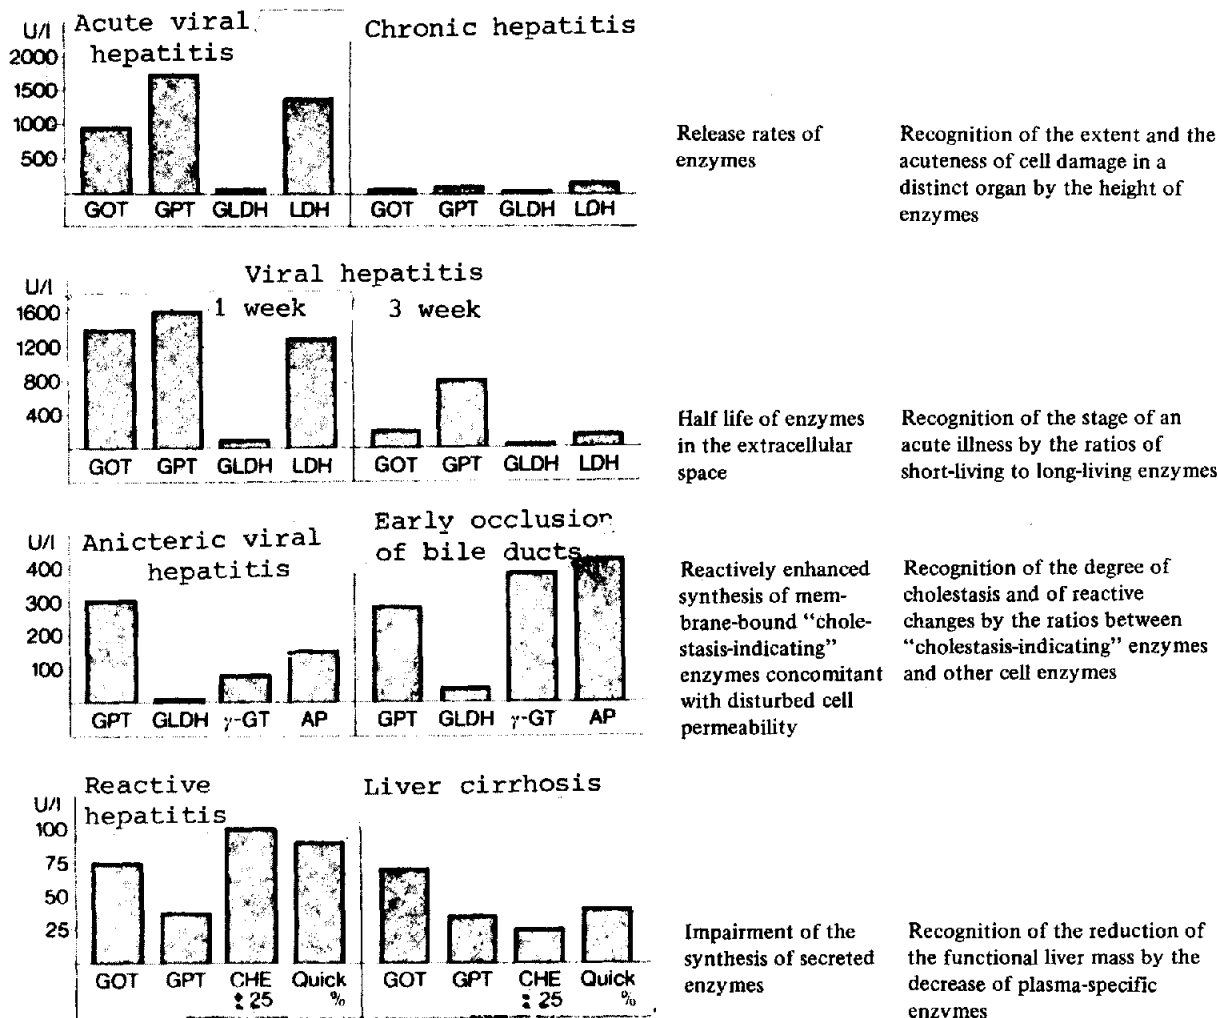 U/l
Acute viral
hepatitis
Chronic hepatitis
2000
1500
1000
500
GOT GPT GLDH LDH GOT GPT GLDH LDH
Release rates of
enzymes
Recognition of the extent and the
acuteness of cell damage in a
distinct organ by the height of
enzymes
Viral hepatitis
U/l
1 week 3 week
1600
1200
800
400
GOT GPT GLDH LDH GOT GPT GLDH LDH
Half life of enzymes
in the extracellular
space
Recognition of the stage of an
acute illness by the ratios of
short-living to long-living enzymes
U/l
Anicteric viral
hepatitis
Early occlusion
of bile ducts
400
300
200
100
GPT GLDH γ-GT AP GPT GLDH γ-GT AP
Reactively enhanced
synthesis of mem-
brane-bound “chole-
stasis-indicating”
enzymes concomitant
with disturbed cell
permeability
Recognition of the degree of
cholestasis and of reactive
changes by the ratios between
“cholestasis-indicating” enzymes
and other cell enzymes
U/l
Reactive
hepatitis
Liver cirrhosis
100
75
50
25
GOT GPT CHE Quick GOT GPT CHE Quick
: 25 % : 25 %
Impairment of the
synthesis of secreted
enzymes
Recognition of the reduction of
the functional liver mass by the
decrease of plasma-specific
enzymes